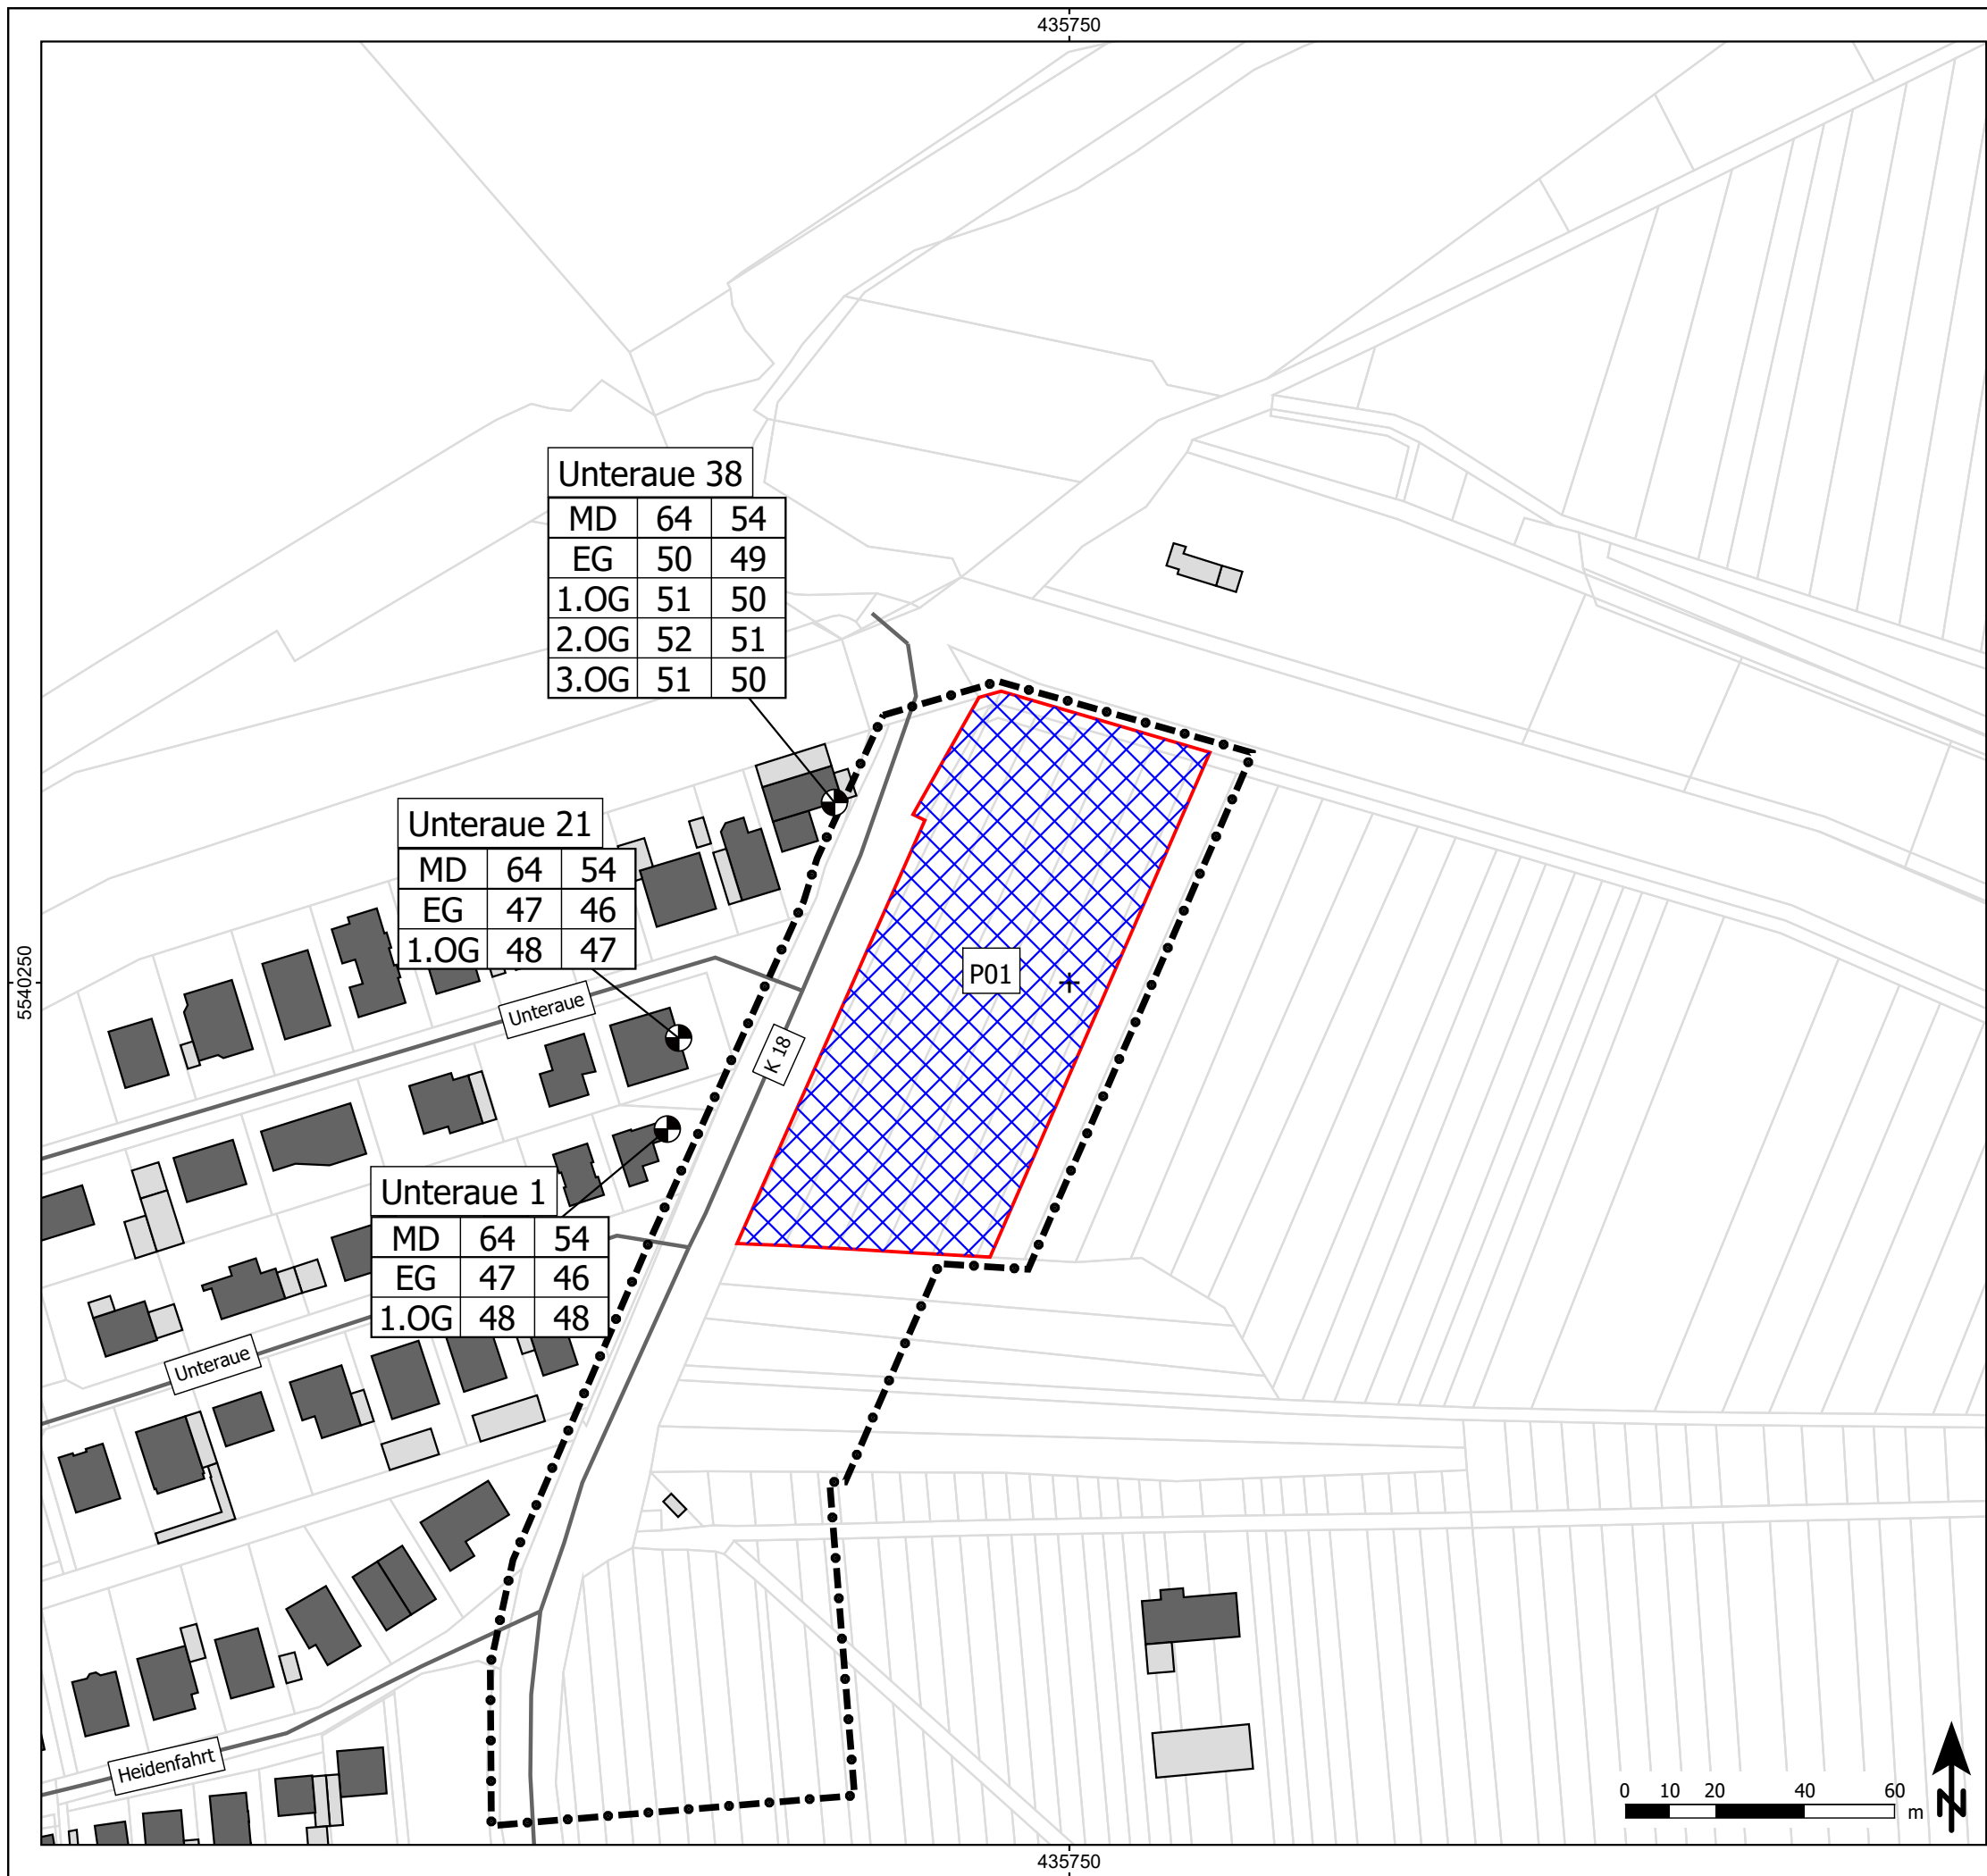 435750
Unteraue 38
MD 64 54
EG 50 49
1.OG 51 50
2.OG 52 51
3.OG 51 50
Unteraue 21
MD 64 54
EG 47 46
1.OG 48 47
5540250
P01
Unteraue
K 18
Unteraue 1
MD 64 54
EG 47 46
1.OG 48 48
Unteraue
Heidenfahrt
0 10 20 40 60
m
N
435750